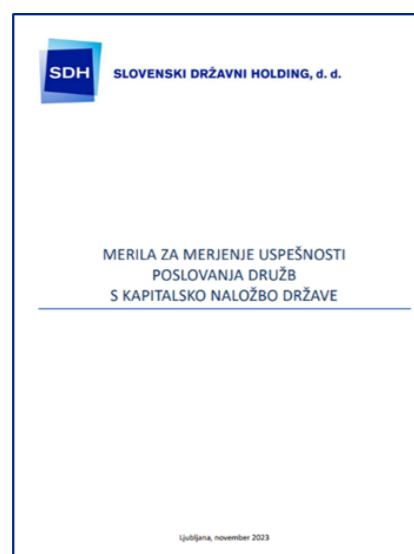 SDH SLOVENSKI DRŽAVNI HOLDING, d. d.
MERILA ZA MERJENJE USPEŠNOSTI
POSLOVANJA DRUŽB
S KAPITALSKO NALOŽBO DRŽAVE
Ljubljana, november 2023